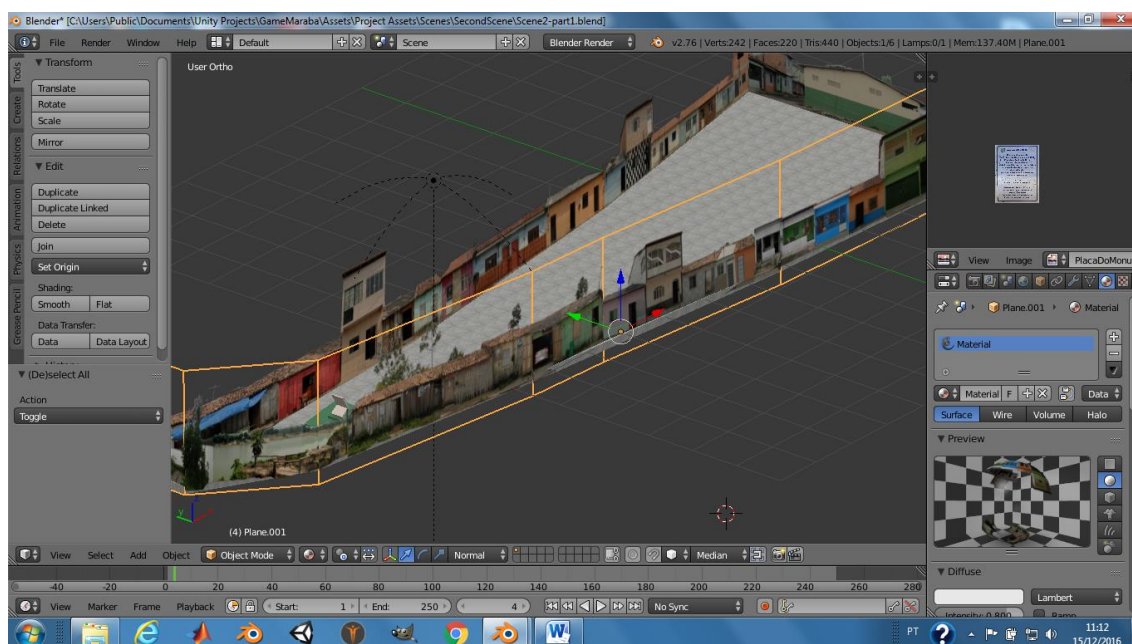 Blender* [C:\Users\Public\Documents\Unity Projects\GameMaraba\Assets\Project Assets\Scenes\SecondScene\Scene2-part1.blend]
File Render Window Help Default Scene Blender Render v2.76 | Verts:242 | Faces:220 | Tris:440 | Objects:1/6 | Lamps:0/1 | Mem:137.40M | Plane.001
Tools
Create
Relations
Animation
Physics
Grease Pencil
Transform
Translate
Rotate
Scale
Mirror
Edit
Duplicate
Duplicate Linked
Delete
Join
Set Origin
Shading:
Smooth Flat
Data Transfer:
Data Data Layout
(De)select All
Action
Toggle
User Ortho
(4) Plane.001
View Select Add Object Object Mode Normal Median
-40 -20 0 20 40 60 80 100 120 140 160 180 200 220 240 260 280
View Marker Frame Playback Start: 1 End: 250 4 No Sync
View Image PlacaDoMonu
Plane.001 Material
Material
Material F Data
Surface Wire Volume Halo
Preview
Diffuse
Lambert
Intensity: 0.800 Ramp
PT 11:12
15/12/2016